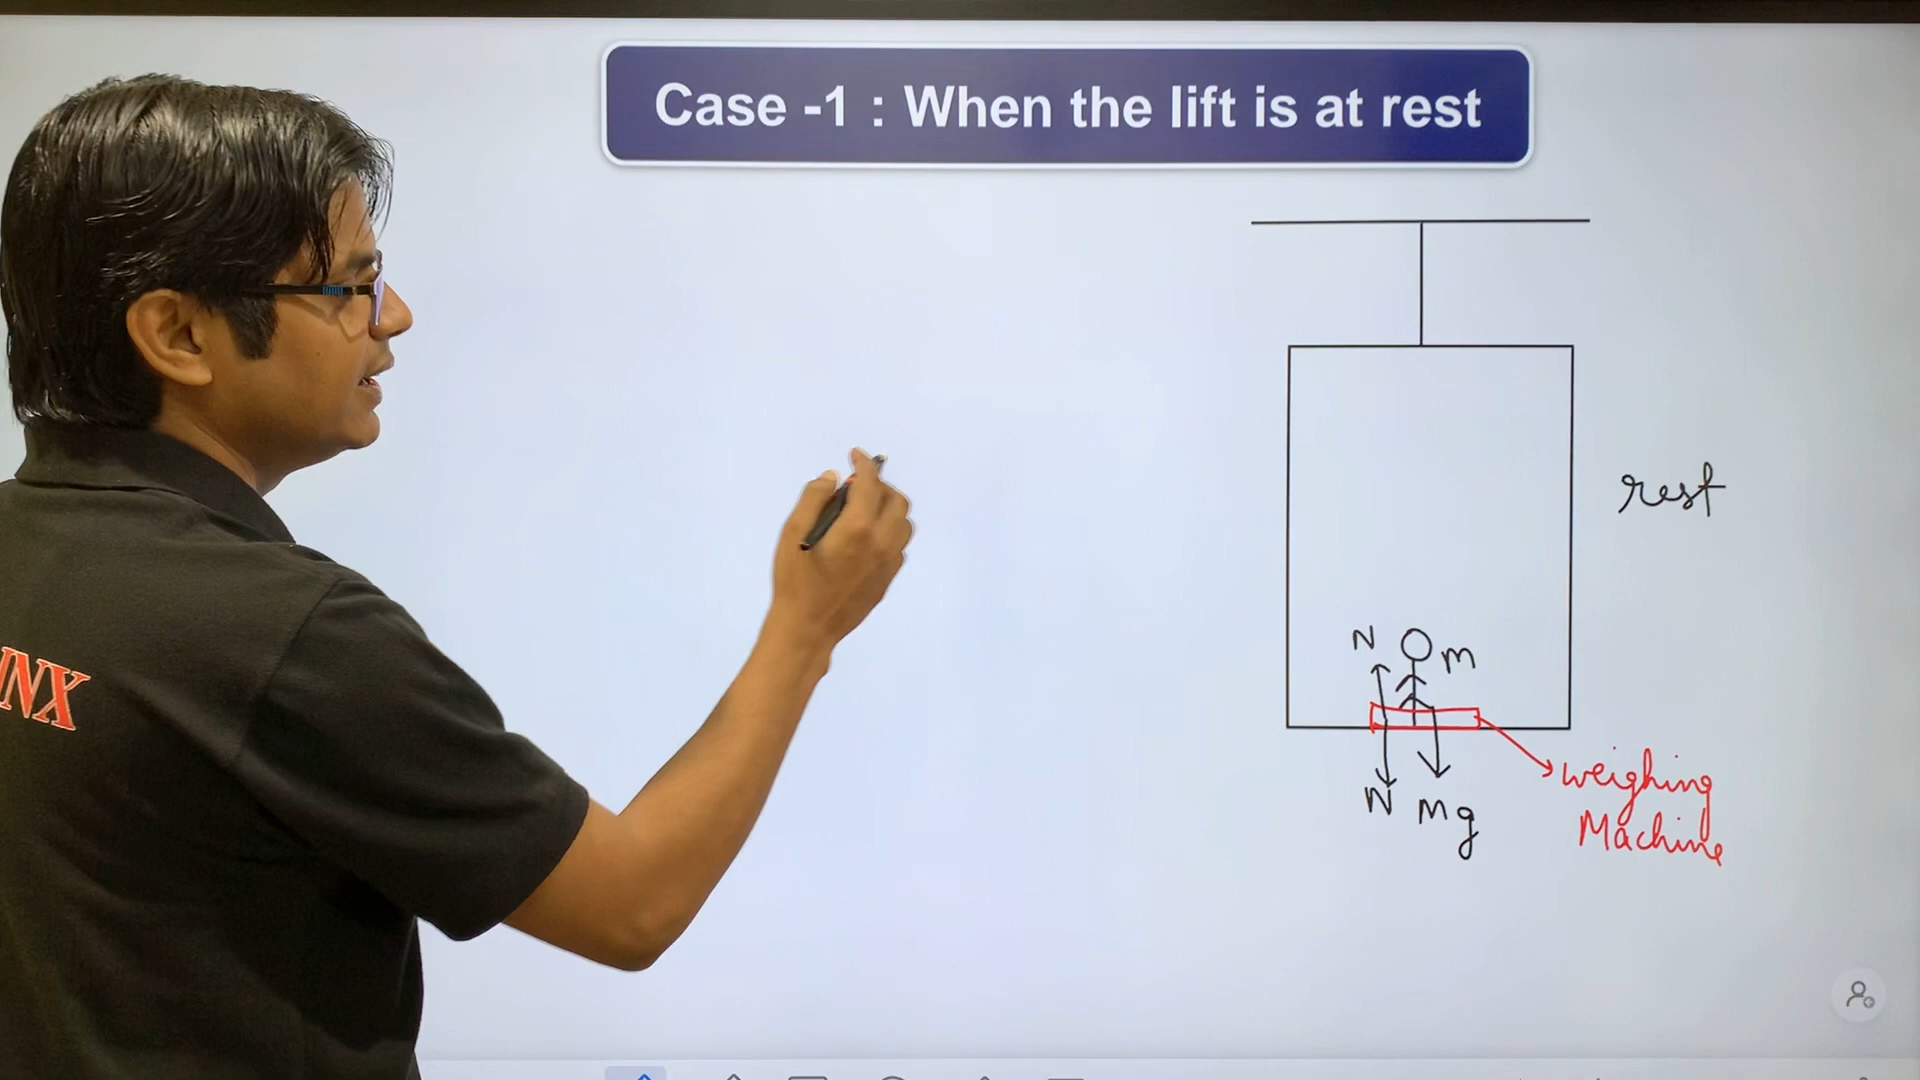 Case -1 : When the lift is at rest
rest
N
m
N
Mg
weighing
Machine
NX